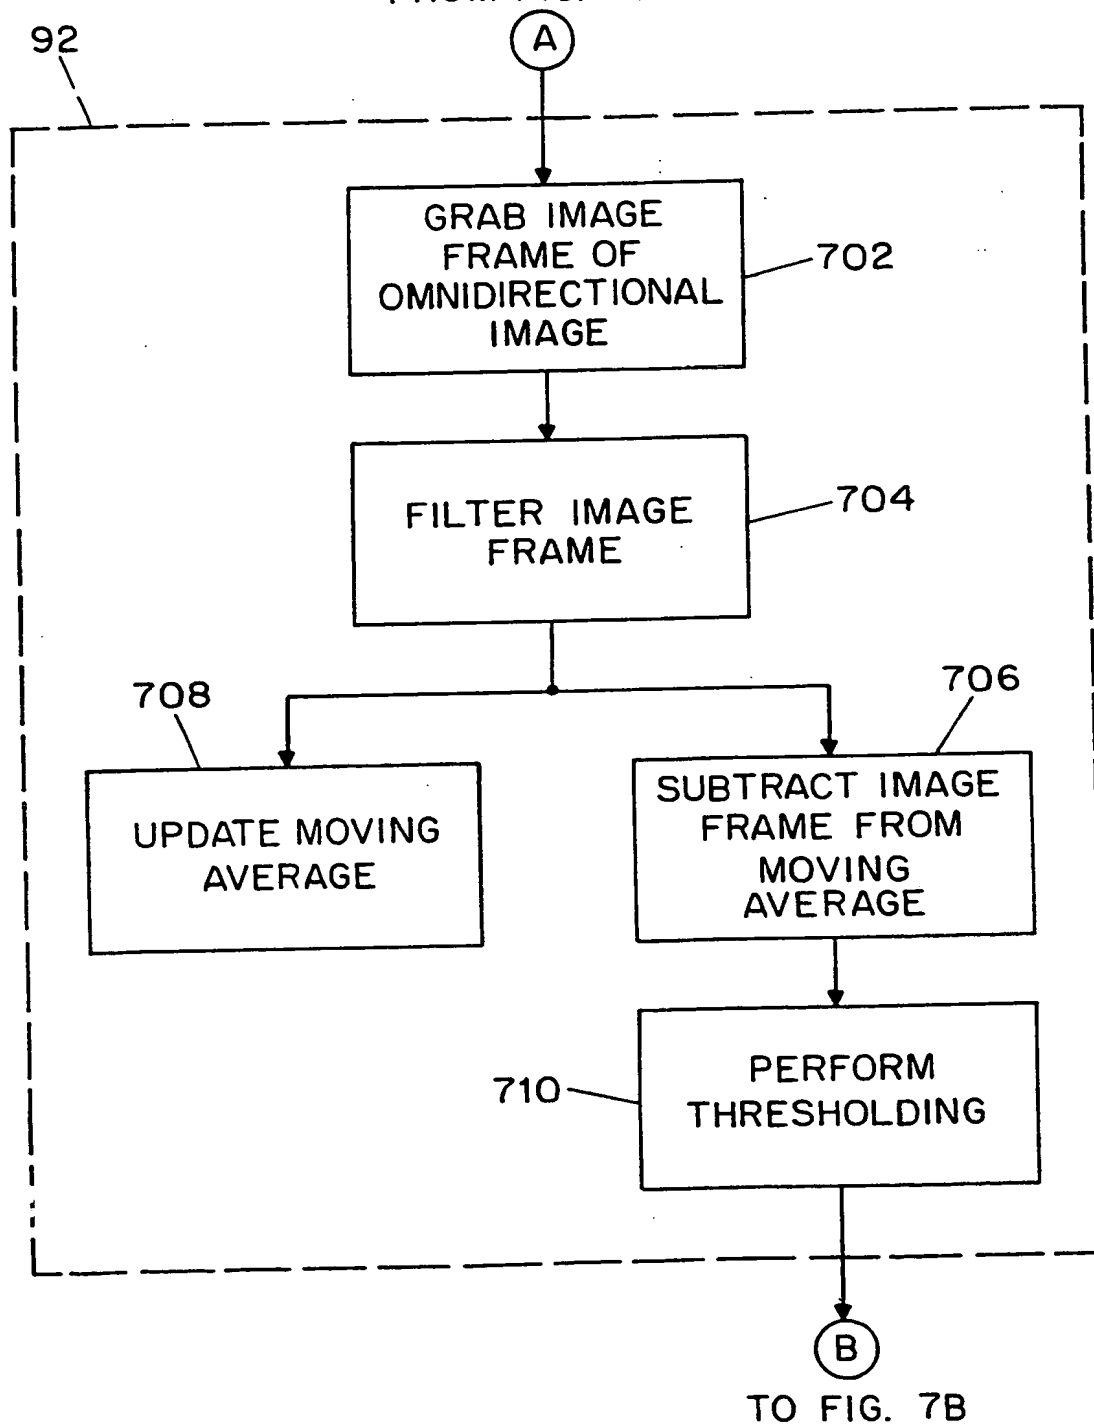 92
A
GRAB IMAGE
FRAME OF
OMNIDIRECTIONAL
IMAGE
702
FILTER IMAGE
FRAME
704
708
706
UPDATE MOVING
AVERAGE
SUBTRACT IMAGE
FRAME FROM
MOVING
AVERAGE
710
PERFORM
THRESHOLDING
B
TO FIG. 7B